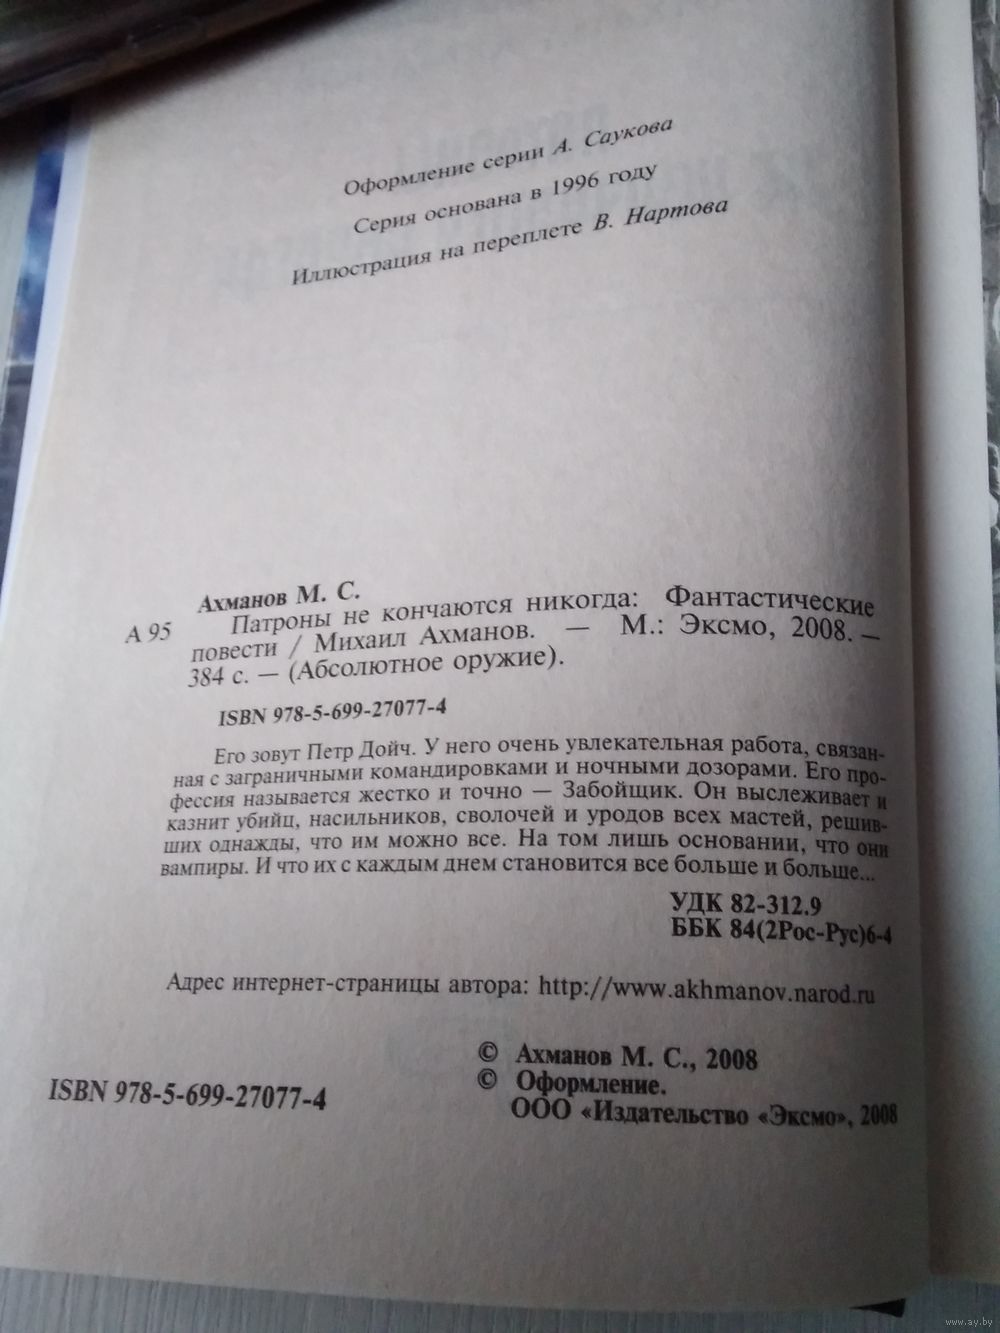 Оформление серии А. Саукова
Серия основана в 1996 году
Иллюстрация на переплете В. Нартова
Ахманов М. С.
А 95
Патроны не кончаются никогда: Фантастические
повести / Михаил Ахманов. — М.: Эксмо, 2008. —
384 с. — (Абсолютное оружие).
ISBN 978-5-699-27077-4
Его зовут Петр Дойч. У него очень увлекательная работа, связан-
ная с заграничными командировками и ночными дозорами. Его про-
фессия называется жестко и точно — Забойщик. Он выслеживает и
казнит убийц, насильников, сволочей и уродов всех мастей, решив-
ших однажды, что им можно все. На том лишь основании, что они
вампиры. И что их с каждым днем становится все больше и больше...
УДК 82-312.9
ББК 84(2Рос-Рус)6-4
Адрес интернет-страницы автора: http://www.akhmanov.narod.ru
© Ахманов М. С., 2008
© Оформление.
ООО «Издательство «Эксмо», 2008
ISBN 978-5-699-27077-4
www.ay.by